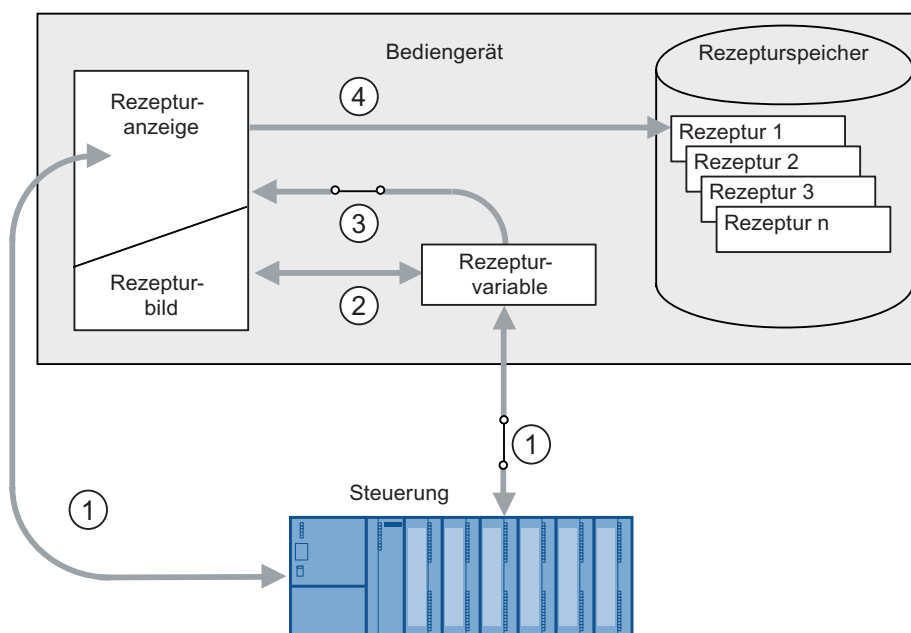 Bediengerät
Rezepturspeicher
Rezeptur-
anzeige
4
Rezeptur 1
Rezeptur 2
Rezeptur 3
Rezeptur n
3
Rezeptur-
variable
Rezeptur-
bild
2
1
Steuerung
1